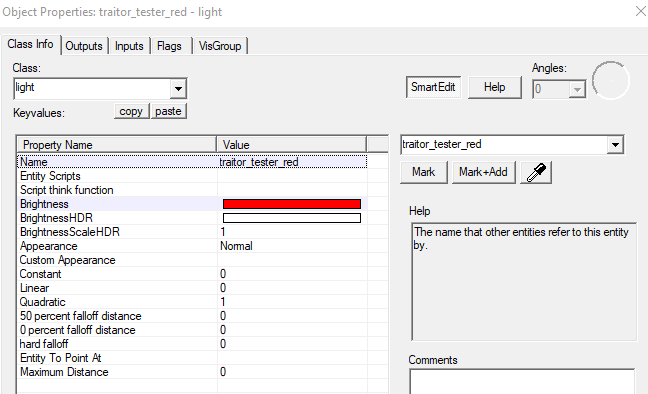 Object Properties: traitor_tester_red - light
Class Info Outputs Inputs Flags VisGroup
Class:
light
SmartEdit Help
Angles:
0
Keyvalues: copy paste
Property Name Value
Name traitor_tester_red
Entity Scripts
Script think function
Brightness
BrightnessHDR
BrightnessScaleHDR 1
Appearance Normal
Custom Appearance
Constant 0
Linear 0
Quadratic 1
50 percent falloff distance 0
0 percent falloff distance 0
hard falloff 0
Entity To Point At
Maximum Distance 0
traitor_tester_red
Mark Mark+Add
Help
The name that other entities refer to this entity
by.
Comments